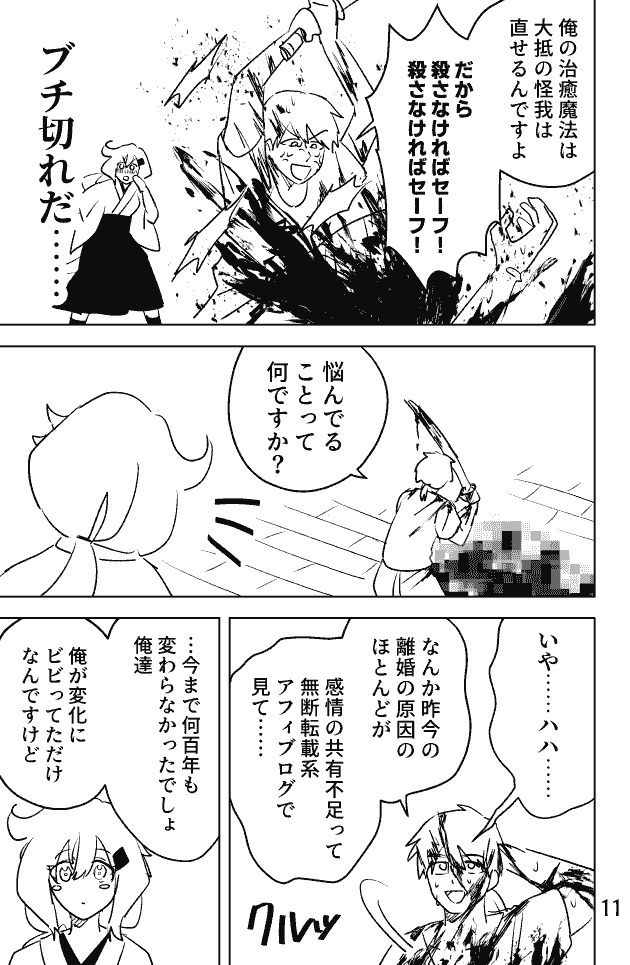 俺の治癒魔法は
大抵の怪我は
直せるんですよ
だから
殺さなければセーフ！
殺さなければセーフ！
ブチ切れだ……
悩んでる
ことって
何ですか？
いや……ハハ……
なんか昨今の
離婚の原因の
ほとんどが
感情の共有不足って
無断転載系
アフィブログで
見て……
クルッ
…今まで何百年も
変わらなかったでしょ
俺達
俺が変化に
ビビってただけ
なんですけど
11